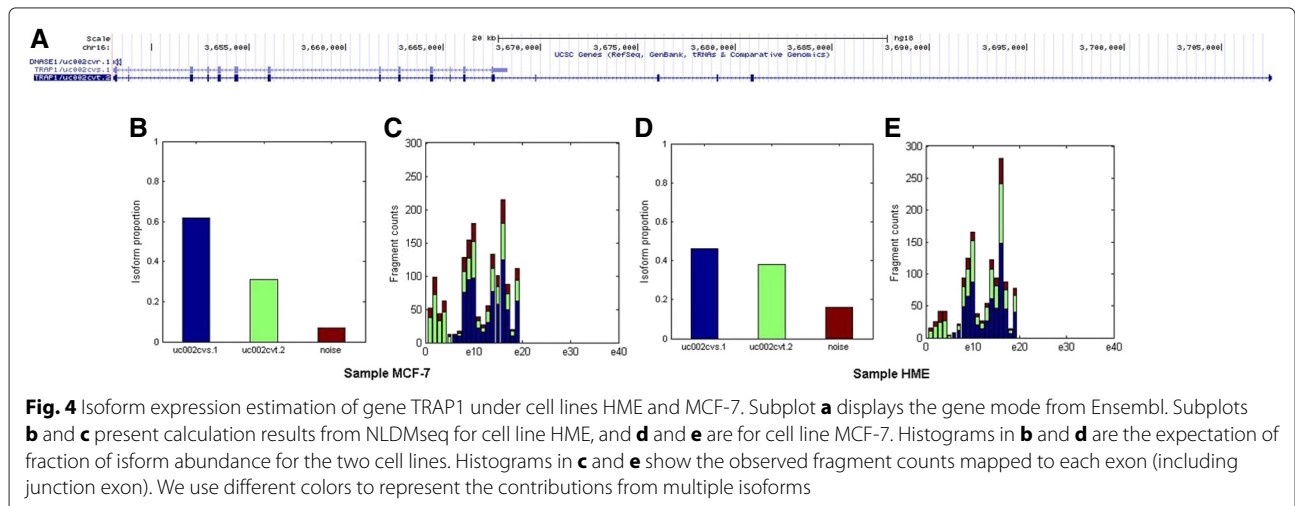 A
Scale
20 kb
hg18
chr16:
3,655,000
3,660,000
3,665,000
3,670,000
3,675,000
3,680,000
3,685,000
3,690,000
3,695,000
3,700,000
3,705,000
UCSC Genes (RefSeq, GenBank, tRNAs & Comparative Genomics)
DNASE1/uc002cvr.1
TRAP1/uc002cvs.1
TRAP1/uc002cvt.2
B
Isoform proportion
1
0.8
0.6
0.4
0.2
0
uc002cvs.1
uc002cvt.2
noise
C
Fragment counts
300
250
200
150
100
50
0
0
e10
e20
e30
e40
Sample MCF-7
D
Isoform proportion
1
0.8
0.6
0.4
0.2
0
uc002cvs.1
uc002cvt.2
noise
E
Fragment counts
300
250
200
150
100
50
0
0
e10
e20
e30
e40
Sample HME
Fig. 4 Isoform expression estimation of gene TRAP1 under cell lines HME and MCF-7. Subplot a displays the gene mode from Ensembl. Subplots
b and c present calculation results from NLDMseq for cell line HME, and d and e are for cell line MCF-7. Histograms in b and d are the expectation of
fraction of isform abundance for the two cell lines. Histograms in c and e show the observed fragment counts mapped to each exon (including
junction exon). We use different colors to represent the contributions from multiple isoforms